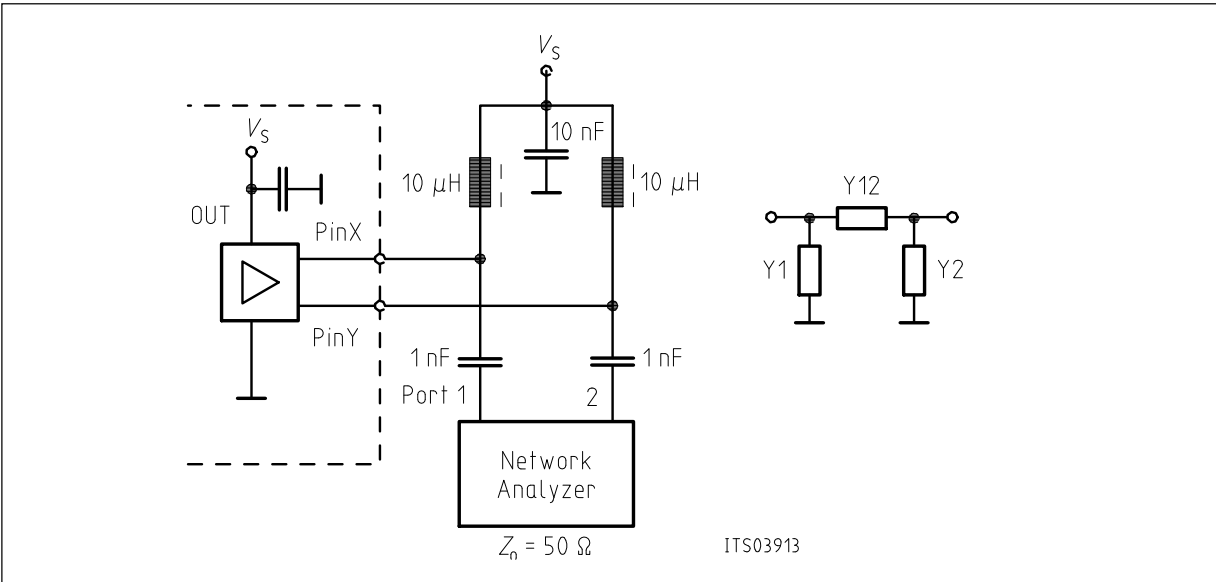 V_S
10 nF
10 µH
10 µH
V_S
OUT
PinX
PinY
1 nF
1 nF
Port 1
2
Network
Analyzer
Z_0 = 50 Ω
Y12
Y1
Y2
ITS03913